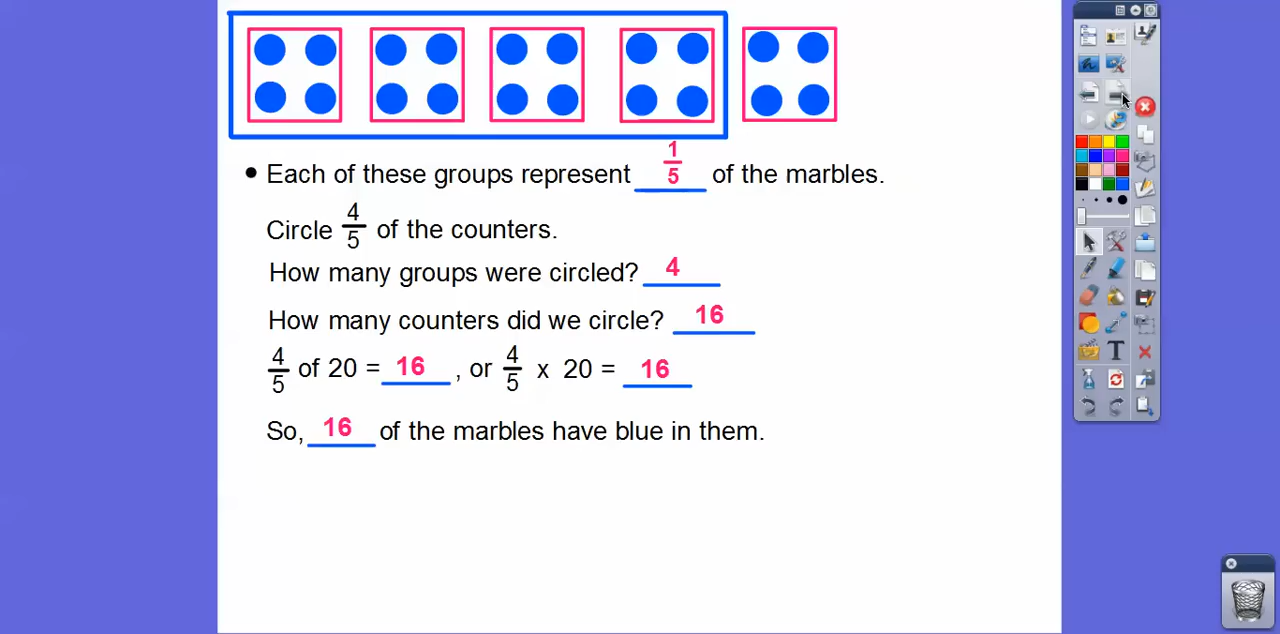 • Each of these groups represent 1/5 of the marbles.
Circle 4/5 of the counters.
How many groups were circled? 4
How many counters did we circle? 16
4/5 of 20 = 16 , or 4/5 x 20 = 16
So, 16 of the marbles have blue in them.